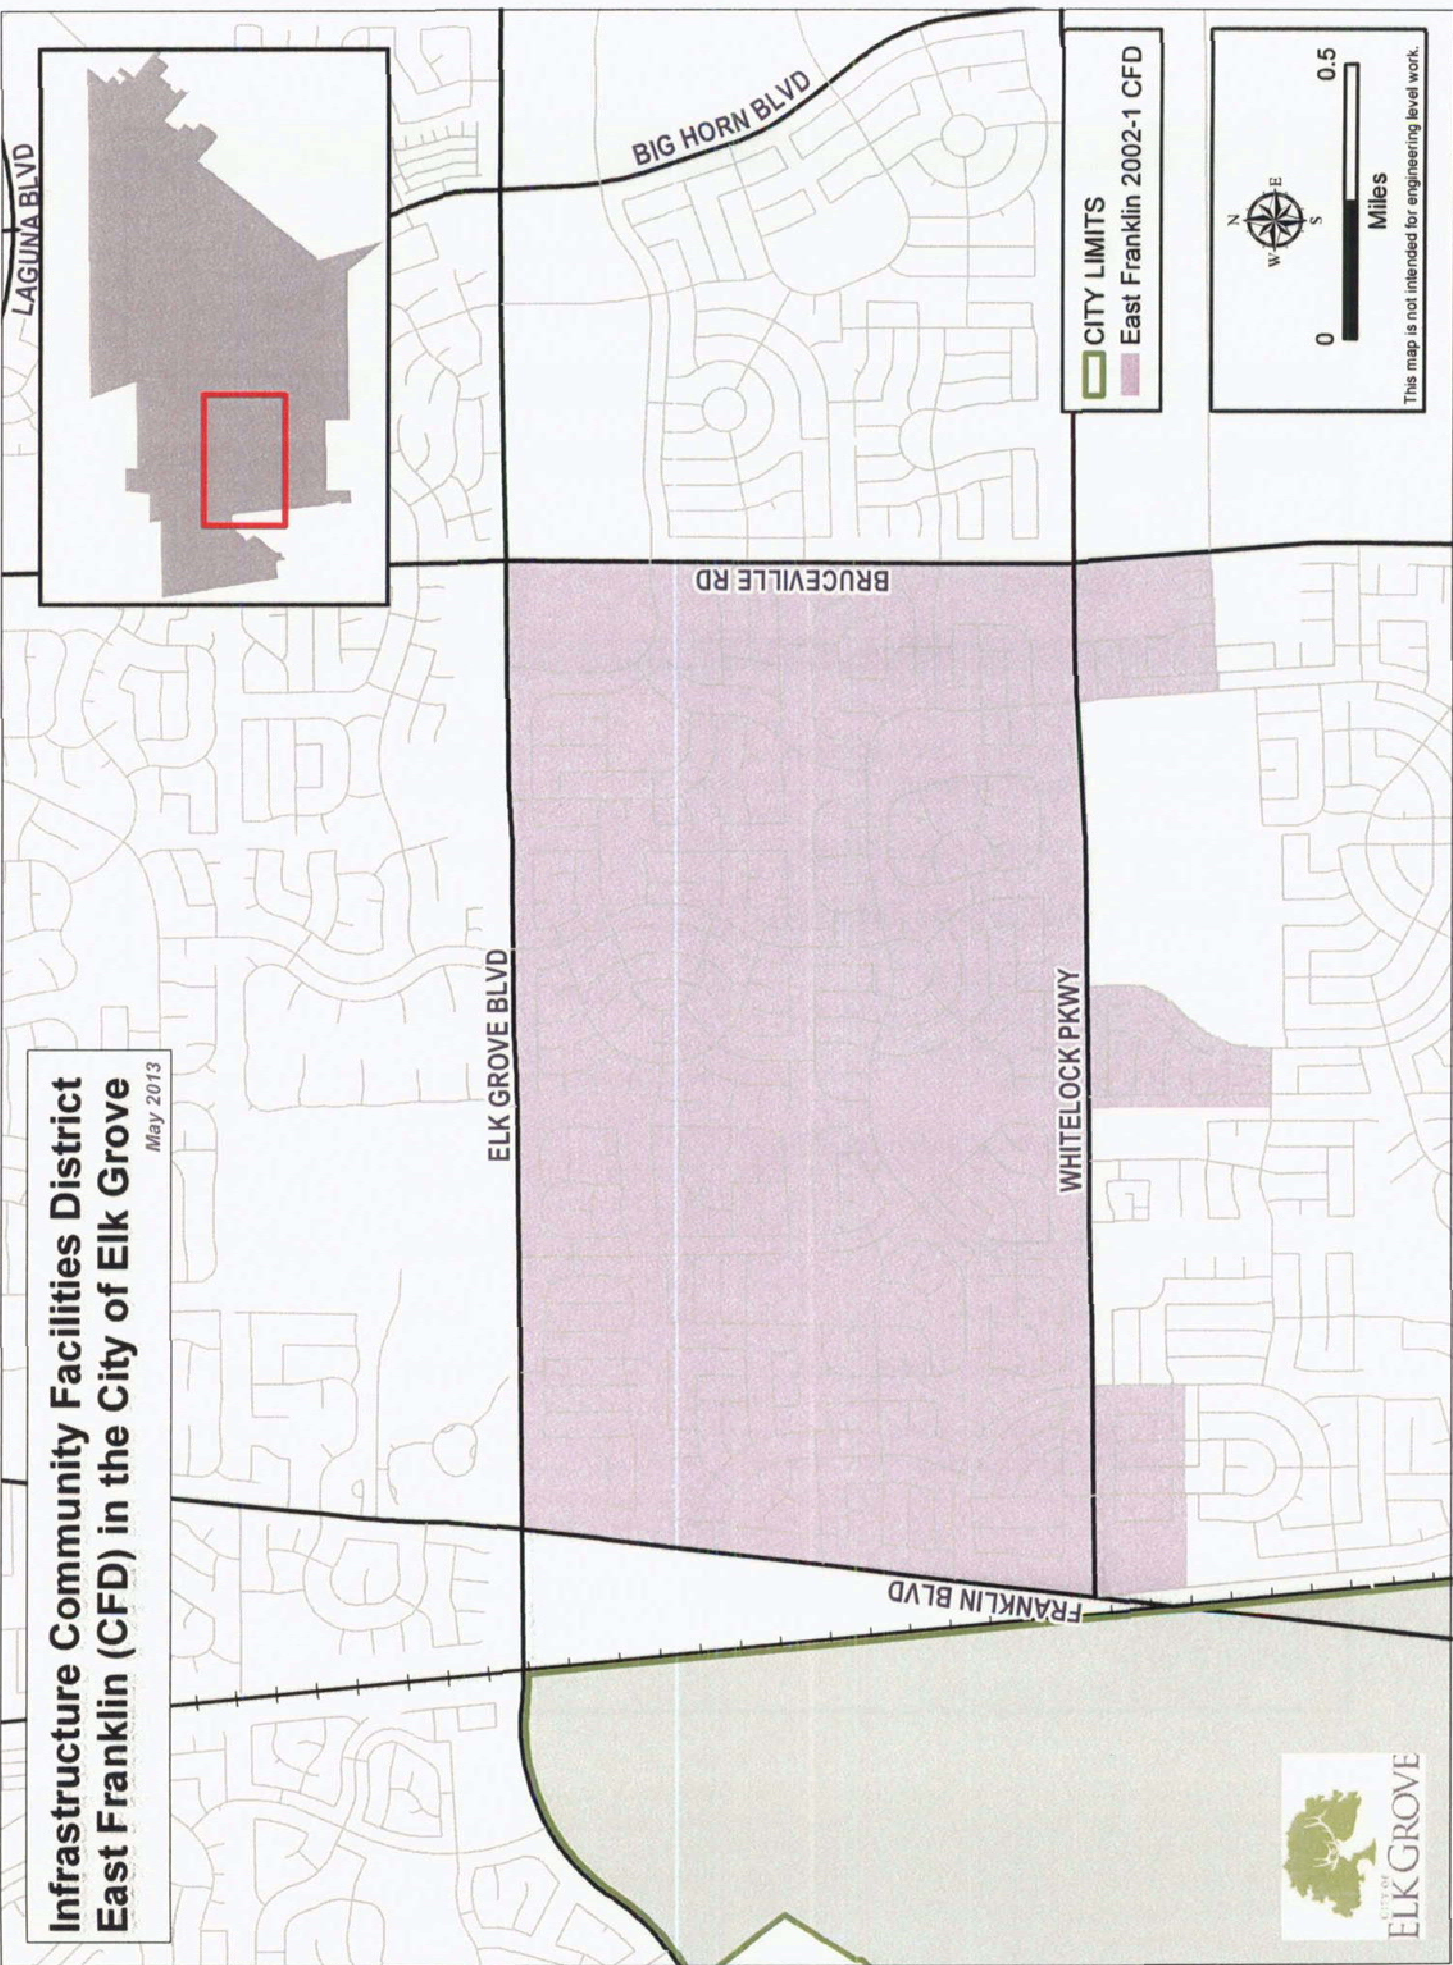 Infrastructure Community Facilities District
East Franklin (CFD) in the City of Elk Grove
May 2013
LAGUNA BLVD
BIG HORN BLVD
ELK GROVE BLVD
BRUCEVILLE RD
WHITELOCK PKWY
FRANKLIN BLVD
CITY LIMITS
East Franklin 2002-1 CFD
N
W
E
S
0
0.5
Miles
This map is not intended for engineering level work.
CITY OF
ELK GROVE